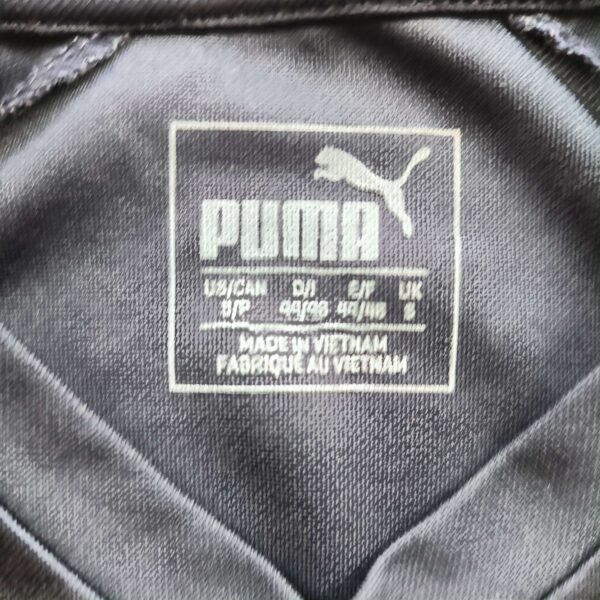 PUMA
US/CAN D/I E/F UK
S/P 44/46 44/46 S
MADE IN VIETNAM
FABRIQUÉ AU VIETNAM